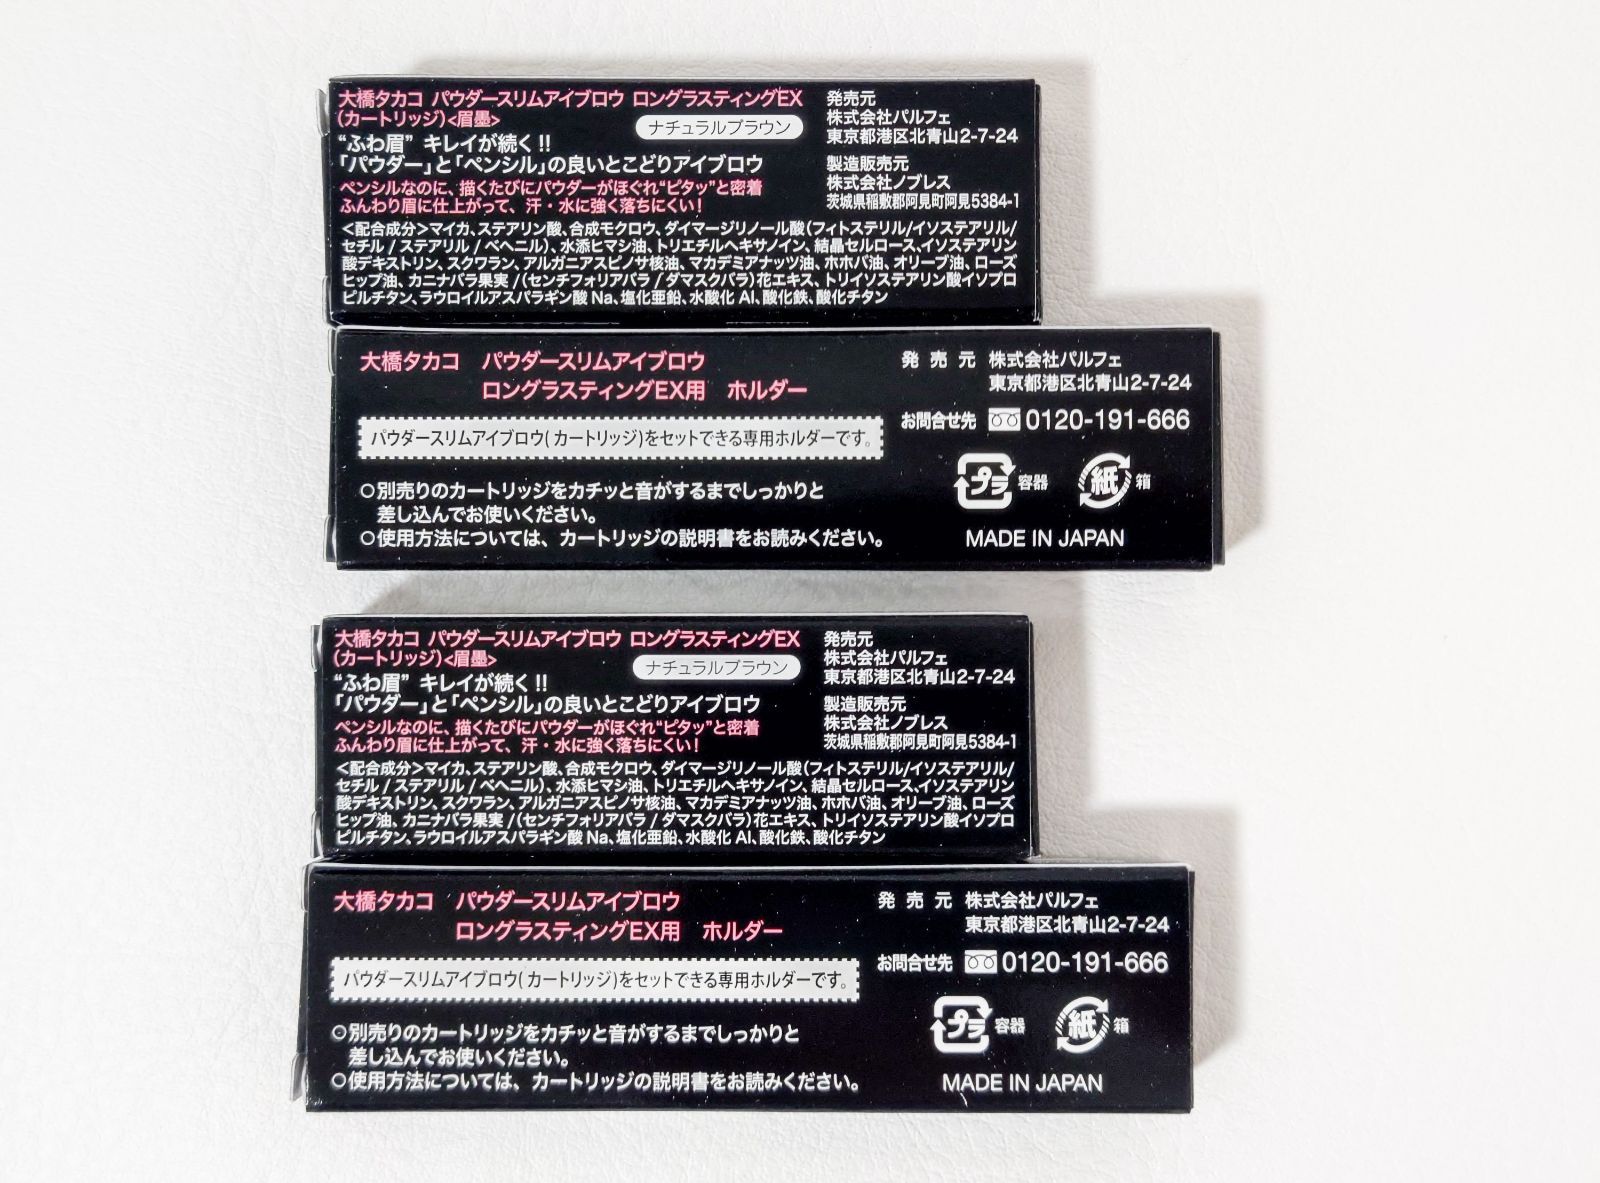 大橋タカコ パウダースリムアイブロウ ロングラスティングEX
(カートリッジ)<眉墨>
ナチュラルブラウン
“ふわ眉” キレイが続く!!
「パウダー」と「ペンシル」の良いとこどりアイブロウ
ペンシルなのに、描くたびにパウダーがほぐれ“ピタッ”と密着
ふんわり眉に仕上がって、汗・水に強く落ちにくい!
<配合成分>マイカ、ステアリン酸、合成モクロウ、ダイマージリノール酸(フィトステリル/イソステアリル/
セチル/ステアリル/ベヘニル)、水添ヒマシ油、トリエチルヘキサノイン、結晶セルロース、イソステアリン
酸デキストリン、スクワラン、アルガニアスピノサ核油、マカデミアナッツ油、ホホバ油、オリーブ油、ローズ
ヒップ油、カニナバラ果実/(センチフォリアバラ/ダマスクバラ)花エキス、トリイソステアリン酸イソプロ
ピルチタン、ラウロイルアスパラギン酸Na、塩化亜鉛、水酸化Al、酸化鉄、酸化チタン
発売元
株式会社パルフェ
東京都港区北青山2-7-24
製造販売元
株式会社ノブレス
茨城県稲敷郡阿見町阿見5384-1
大橋タカコ パウダースリムアイブロウ
ロングラスティングEX用 ホルダー
パウダースリムアイブロウ(カートリッジ)をセットできる専用ホルダーです。
○別売りのカートリッジをカチッと音がするまでしっかりと
差し込んでお使いください。
○使用方法については、カートリッジの説明書をお読みください。
発売元 株式会社パルフェ
東京都港区北青山2-7-24
お問合せ先 0120-191-666
プラ 容器 紙 箱
MADE IN JAPAN
大橋タカコ パウダースリムアイブロウ ロングラスティングEX
(カートリッジ)<眉墨>
ナチュラルブラウン
“ふわ眉” キレイが続く!!
「パウダー」と「ペンシル」の良いとこどりアイブロウ
ペンシルなのに、描くたびにパウダーがほぐれ“ピタッ”と密着
ふんわり眉に仕上がって、汗・水に強く落ちにくい!
<配合成分>マイカ、ステアリン酸、合成モクロウ、ダイマージリノール酸(フィトステリル/イソステアリル/
セチル/ステアリル/ベヘニル)、水添ヒマシ油、トリエチルヘキサノイン、結晶セルロース、イソステアリン
酸デキストリン、スクワラン、アルガニアスピノサ核油、マカデミアナッツ油、ホホバ油、オリーブ油、ローズ
ヒップ油、カニナバラ果実/(センチフォリアバラ/ダマスクバラ)花エキス、トリイソステアリン酸イソプロ
ピルチタン、ラウロイルアスパラギン酸Na、塩化亜鉛、水酸化Al、酸化鉄、酸化チタン
発売元
株式会社パルフェ
東京都港区北青山2-7-24
製造販売元
株式会社ノブレス
茨城県稲敷郡阿見町阿見5384-1
大橋タカコ パウダースリムアイブロウ
ロングラスティングEX用 ホルダー
パウダースリムアイブロウ(カートリッジ)をセットできる専用ホルダーです。
○別売りのカートリッジをカチッと音がするまでしっかりと
差し込んでお使いください。
○使用方法については、カートリッジの説明書をお読みください。
発売元 株式会社パルフェ
東京都港区北青山2-7-24
お問合せ先 0120-191-666
プラ 容器 紙 箱
MADE IN JAPAN